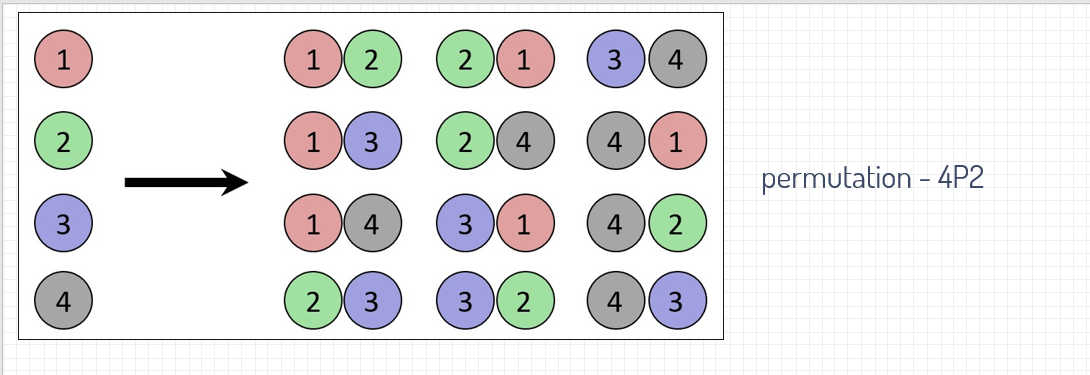 1 1 2 2 1 3 4
2 1 3 2 4 4 1
permutation - 4P2
3 1 4 3 1 4 2
4 2 3 3 2 4 3